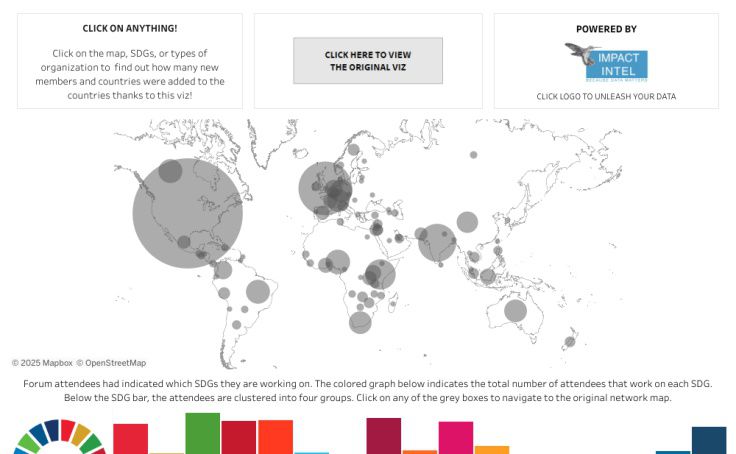 CLICK ON ANYTHING!
Click on the map, SDGs, or types of
organization to find out how many new
members and countries were added to the
countries thanks to this viz!
CLICK HERE TO VIEW
THE ORIGINAL VIZ
POWERED BY
IMPACT
INTEL
BECAUSE DATA MATTERS
CLICK LOGO TO UNLEASH YOUR DATA
© 2025 Mapbox © OpenStreetMap
Forum attendees had indicated which SDGs they are working on. The colored graph below indicates the total number of attendees that work on each SDG.
Below the SDG bar, the attendees are clustered into four groups. Click on any of the grey boxes to navigate to the original network map.